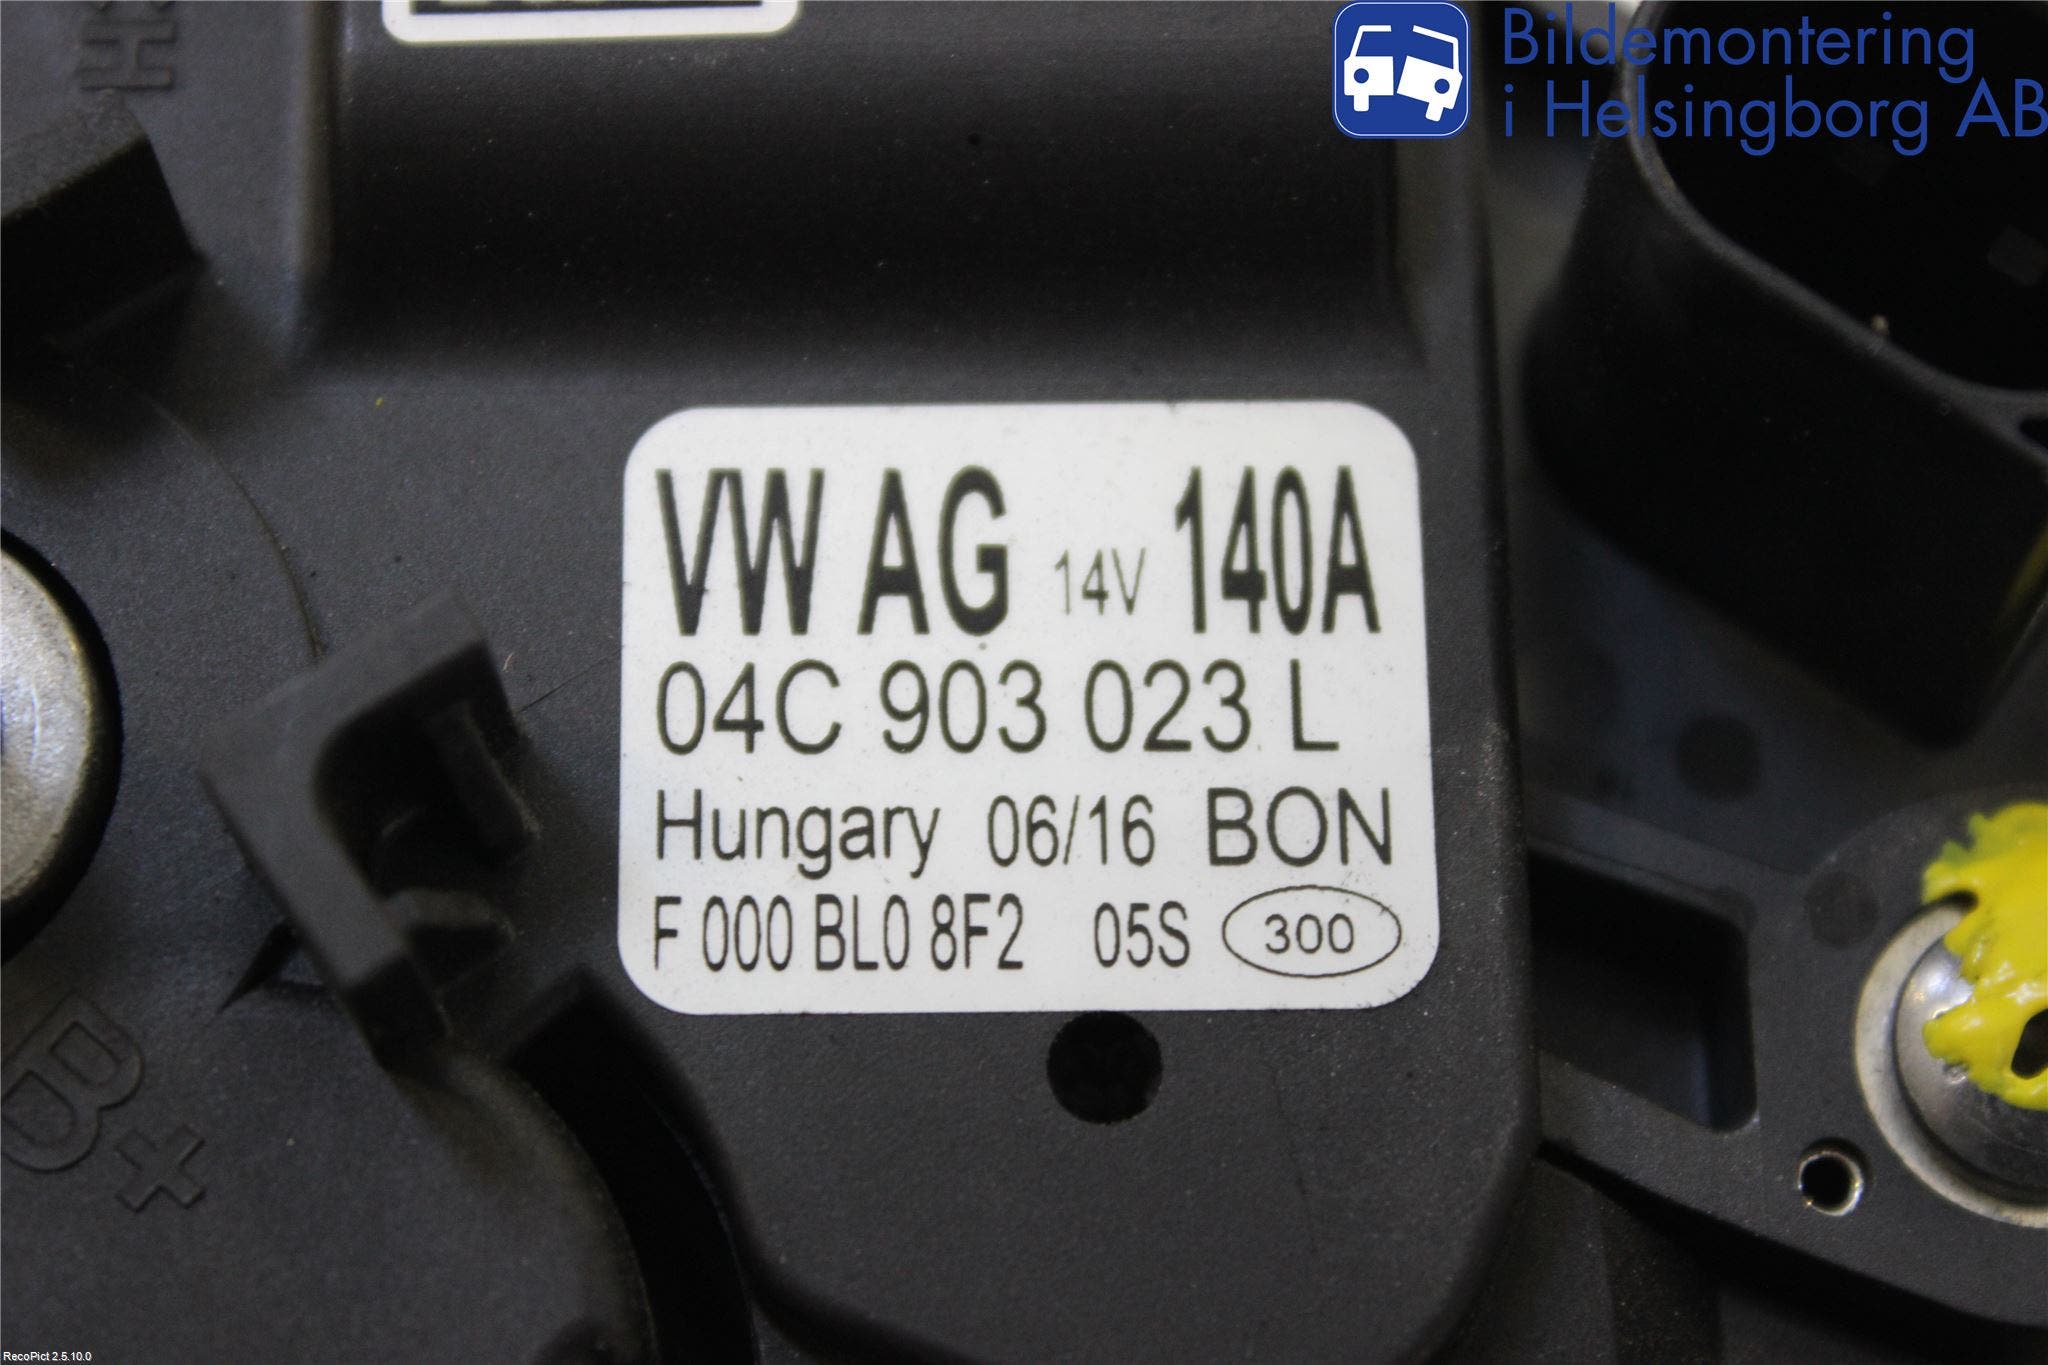 Bildemontering
i Helsingborg AB
VW AG 14V 140A
04C 903 023 L
Hungary 06/16 BON
F 000 BL0 8F2 05S 300
B+
RecoPict 2.5.10.0